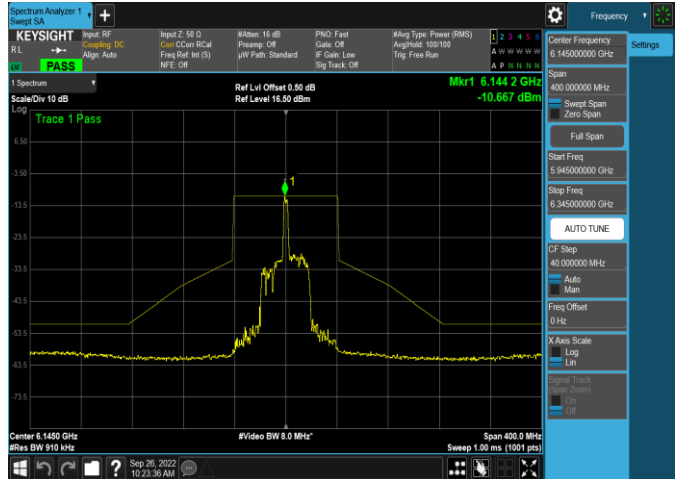 Spectrum Analyzer 1
Swept SA
Frequency
KEYSIGHT
RL
PASS
Input: RF
Coupling: DC
Align: Auto
Input Z: 50 Ω
Corr CCorr RCal
Freq Ref: Int (S)
NFE: Off
#Atten: 16 dB
Preamp: Off
µW Path: Standard
PNO: Fast
Gate: Off
IF Gain: Low
Sig Track: Off
#Avg Type: Power (RMS)
Avg|Hold: 100/100
Trig: Free Run
1 2 3 4 5 6
A W W W W W
A P N N N N
1 Spectrum
Scale/Div 10 dB
Log
Ref Lvl Offset 0.50 dB
Ref Level 16.50 dBm
Mkr1 6.144 2 GHz
-10.667 dBm
Trace 1 Pass
1
6.50
-3.50
-13.5
-23.5
-33.5
-43.5
-53.5
-63.5
-73.5
Center 6.1450 GHz
#Res BW 910 kHz
#Video BW 8.0 MHz*
Span 400.0 MHz
Sweep 1.00 ms (1001 pts)
Sep 26, 2022
10:23:36 AM
Center Frequency
6.145000000 GHz
Settings
Span
400.000000 MHz
Swept Span
Zero Span
Full Span
Start Freq
5.945000000 GHz
Stop Freq
6.345000000 GHz
AUTO TUNE
CF Step
40.000000 MHz
Auto
Man
Freq Offset
0 Hz
X Axis Scale
Log
Lin
Signal Track
(Span Zoom)
On
Off